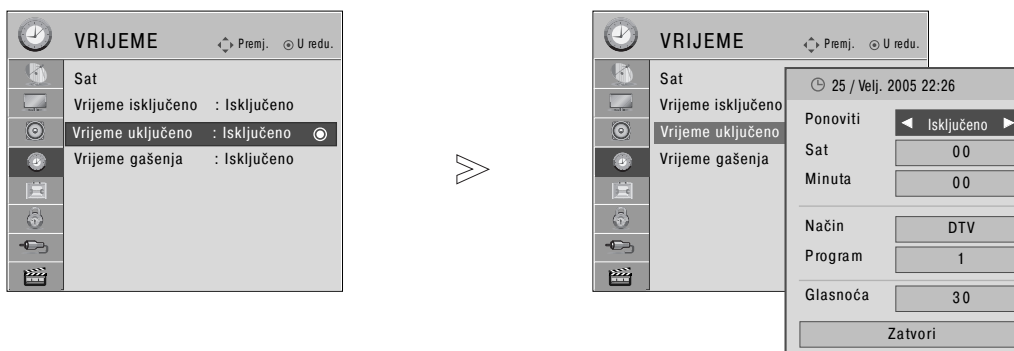 VRIJEME Premj. U redu.
Sat
Vrijeme isključeno : Isključeno
Vrijeme uključeno : Isključeno
Vrijeme gašenja : Isključeno
VRIJEME Premj. U redu.
Sat
Vrijeme isključeno
Vrijeme uključeno
Vrijeme gašenja
25 / Velj. 2005 22:26
Ponoviti ◀ Isključeno ▶
Sat 00
Minuta 00
Način DTV
Program 1
Glasnoća 30
Zatvori